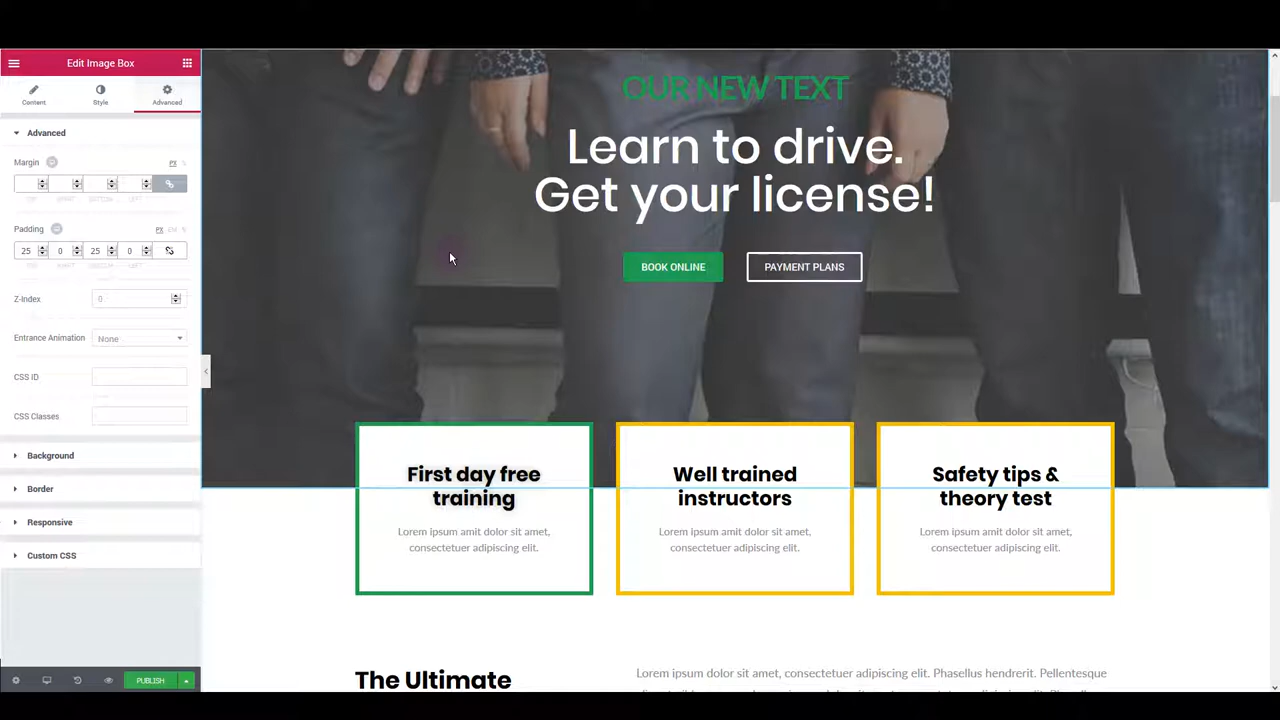 Edit Image Box
Content
Style
Advanced
Advanced
Margin
PX %
Padding
PX EM %
25 0 25 0
Z-Index
0
Entrance Animation
None
CSS ID
CSS Classes
Background
Border
Responsive
Custom CSS
PUBLISH
OUR NEW TEXT
Learn to drive.
Get your license!
BOOK ONLINE
PAYMENT PLANS
First day free
training
Lorem ipsum dolor sit amet,
consectetuer adipiscing elit.
Well trained
instructors
Lorem ipsum dolor sit amet,
consectetuer adipiscing elit.
Safety tips &
theory test
Lorem ipsum dolor sit amet,
consectetuer adipiscing elit.
The Ultimate
Lorem ipsum dolor sit amet, consectetuer adipiscing elit. Phasellus hendrerit. Pellentesque